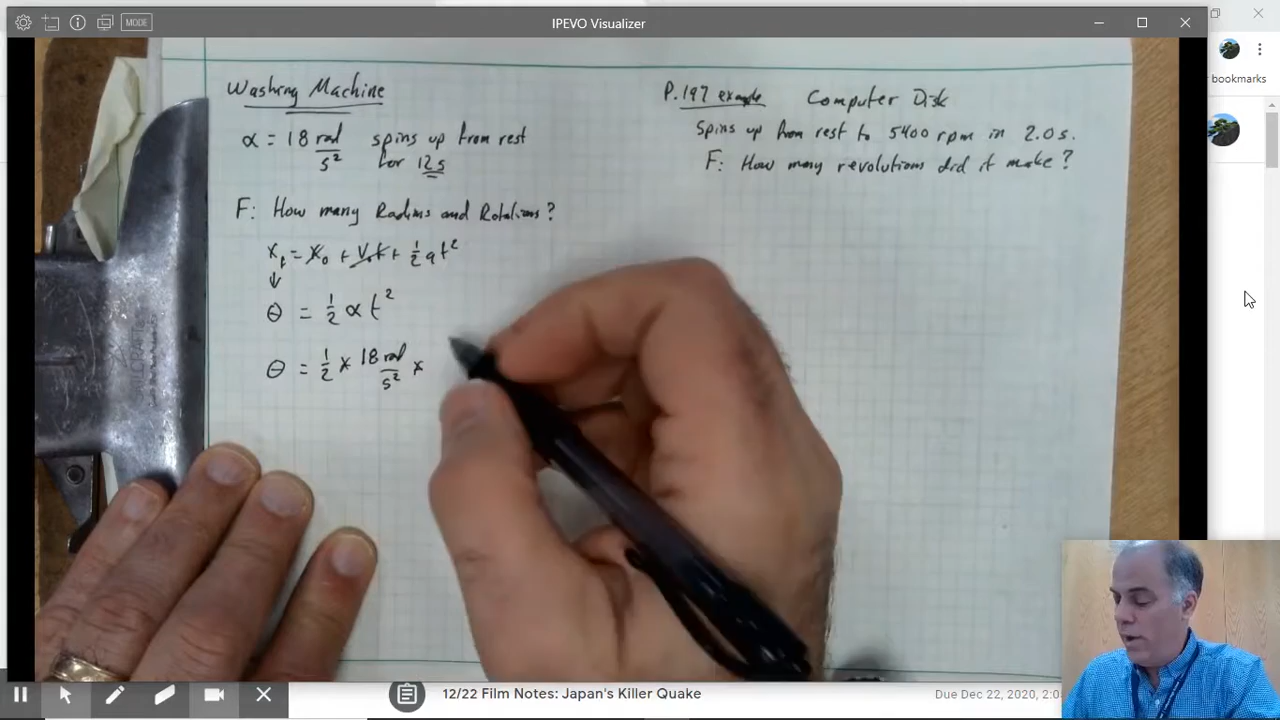 IPEVO Visualizer
MODE
bookmarks
Washing Machine
α = 18 rad/s² spins up from rest
for 12s
F: How many Radians and Rotations?
x_f = x₀ + v₀t + ½at²
↓
θ = ½ α t²
θ = ½ × 18 rad/s² ×
P.197 example Computer Disk
Spins up from rest to 5400 rpm in 2.0 s.
F: How many revolutions did it make?
12/22 Film Notes: Japan's Killer Quake
Due Dec 22, 2020, 2:0